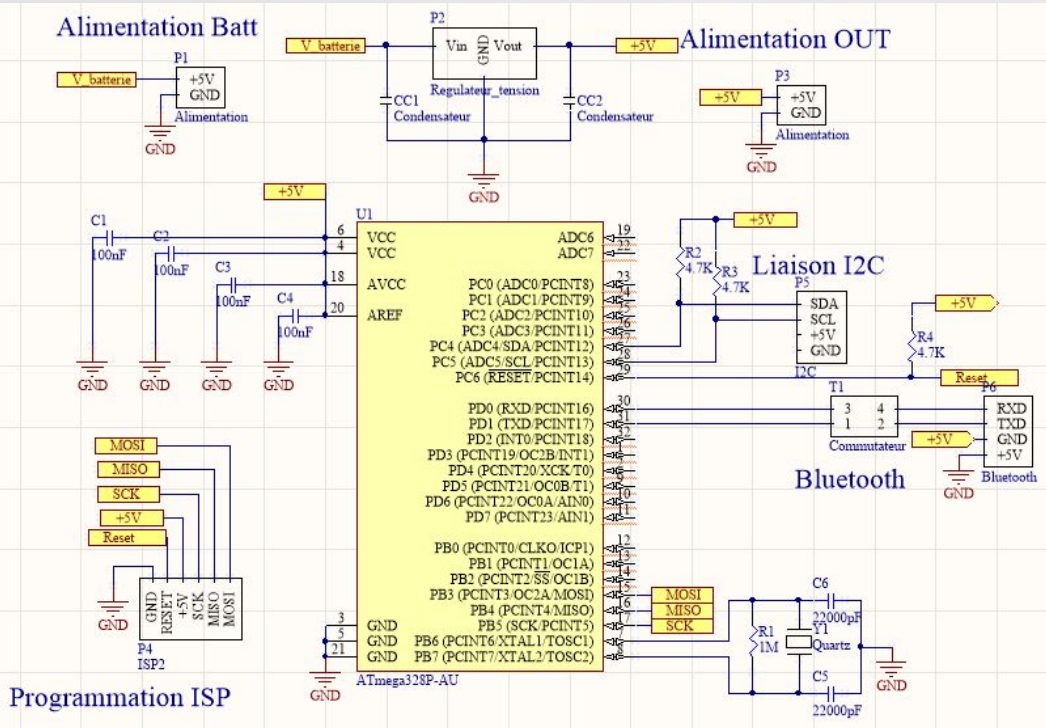 Alimentation Batt
P1
V_batterie
+5V
GND
Alimentation
GND
P2
V_batterie
Vin
GND
Vout
+5V
Regulateur_tension
CC1
Condensateur
CC2
Condensateur
GND
Alimentation OUT
P3
+5V
+5V
GND
Alimentation
GND
+5V
C1
100nF
C2
100nF
C3
100nF
C4
100nF
GND
GND
GND
GND
U1
6 VCC
4 VCC
18 AVCC
20 AREF
3 GND
5 GND
21 GND
GND
ADC6 19
ADC7 22
PC0 (ADC0/PCINT8) 23
PC1 (ADC1/PCINT9)
PC2 (ADC2/PCINT10)
PC3 (ADC3/PCINT11)
PC4 (ADC4/SDA/PCINT12)
PC5 (ADC5/SCL/PCINT13)
PC6 (RESET/PCINT14)
PD0 (RXD/PCINT16) 30
PD1 (TXD/PCINT17)
PD2 (INT0/PCINT18)
PD3 (PCINT19/OC2B/INT1)
PD4 (PCINT20/XCK/T0)
PD5 (PCINT21/OC0B/T1)
PD6 (PCINT22/OC0A/AIN0)
PD7 (PCINT23/AIN1)
PB0 (PCINT0/CLKO/ICP1) 12
PB1 (PCINT1/OC1A)
PB2 (PCINT2/SS/OC1B)
PB3 (PCINT3/OC2A/MOSI)
PB4 (PCINT4/MISO)
PB5 (SCK/PCINT5)
PB6 (PCINT6/XTAL1/TOSC1)
PB7 (PCINT7/XTAL2/TOSC2)
ATmega328P-AU
+5V
R2
4.7K
R3
4.7K
Liaison I2C
P5
SDA
SCL
+5V
GND
I2C
+5V
R4
4.7K
Reset
T1
3 4
1 2
Commutateur
P6
RXD
TXD
GND
+5V
+5V
GND
Bluetooth
Bluetooth
MOSI
MISO
SCK
+5V
Reset
GND
GND
RESET
+5V
SCK
MISO
MOSI
P4
ISP2
Programmation ISP
MOSI
MISO
SCK
C6
22000pF
R1
1M
Y1
Quartz
C5
22000pF
GND